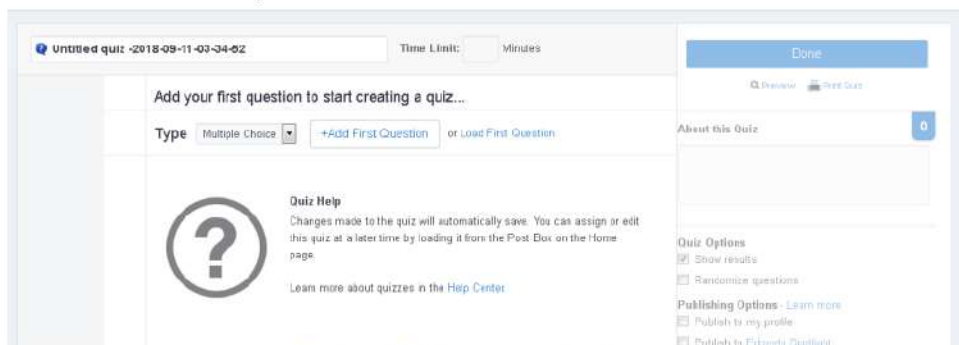 Untitled quiz -2018-09-11-03-34-52
Time Limit: Minutes
Done
Preview Print Quiz
Add your first question to start creating a quiz...
Type Multiple Choice +Add First Question or Load First Question
About this Quiz 0
Quiz Help
Changes made to the quiz will automatically save. You can assign or edit
this quiz at a later time by loading it from the Post Box on the Home
page.
Learn more about quizzes in the Help Center
Quiz Options
Show results
Randomize questions
Publishing Options - Learn more
Publish to my profile
Publish to Edmodo Spotlight